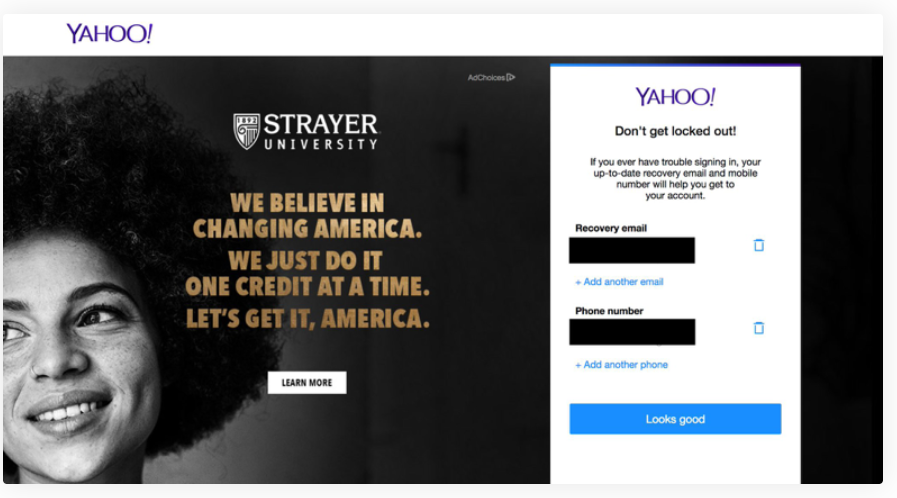 YAHOO!
AdChoices
1892
STRAYER
UNIVERSITY
WE BELIEVE IN
CHANGING AMERICA.
WE JUST DO IT
ONE CREDIT AT A TIME.
LET'S GET IT, AMERICA.
LEARN MORE
YAHOO!
Don't get locked out!
If you ever have trouble signing in, your
up-to-date recovery email and mobile
number will help you get to
your account.
Recovery email
+ Add another email
Phone number
+ Add another phone
Looks good